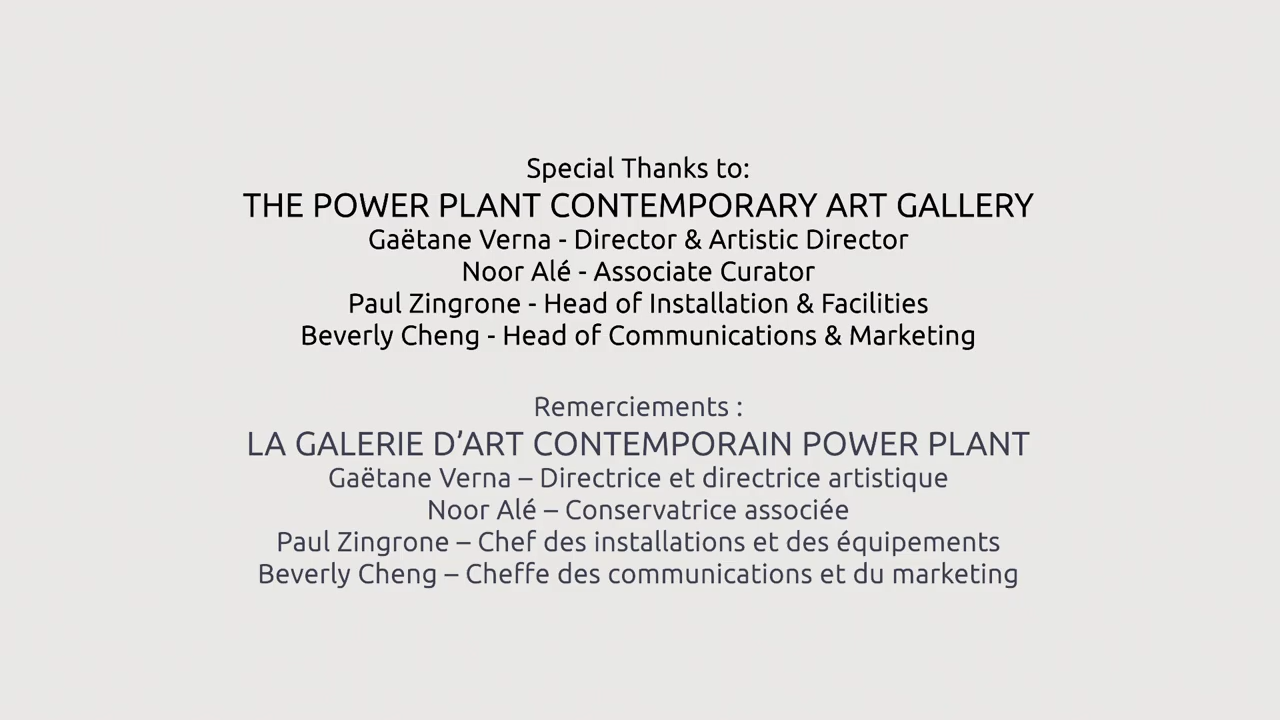 Special Thanks to:
THE POWER PLANT CONTEMPORARY ART GALLERY
Gaëtane Verna - Director & Artistic Director
Noor Alé - Associate Curator
Paul Zingrone - Head of Installation & Facilities
Beverly Cheng - Head of Communications & Marketing
Remerciements :
LA GALERIE D’ART CONTEMPORAIN POWER PLANT
Gaëtane Verna – Directrice et directrice artistique
Noor Alé – Conservatrice associée
Paul Zingrone – Chef des installations et des équipements
Beverly Cheng – Cheffe des communications et du marketing